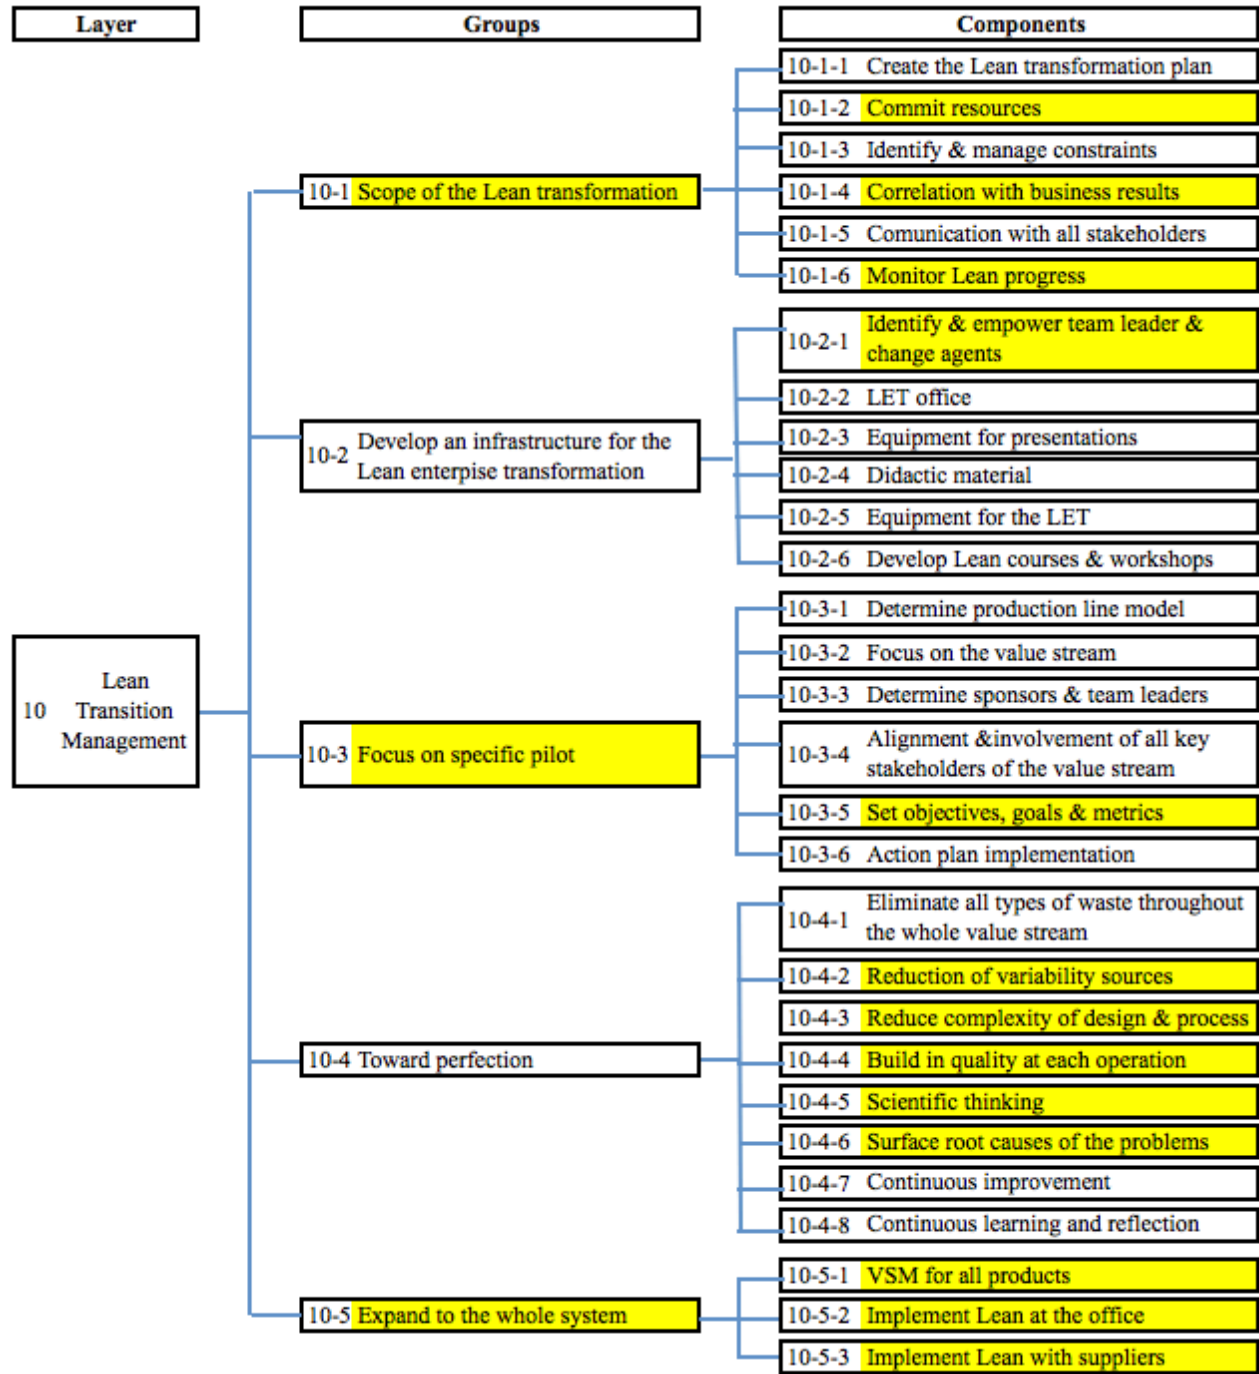 Layer
Groups
Components
10-1-1 Create the Lean transformation plan
10-1-2 Commit resources
10-1-3 Identify & manage constraints
10-1 Scope of the Lean transformation
10-1-4 Correlation with business results
10-1-5 Comunication with all stakeholders
10-1-6 Monitor Lean progress
10-2-1 Identify & empower team leader &
change agents
10-2-2 LET office
10-2 Develop an infrastructure for the
Lean enterpise transformation
10-2-3 Equipment for presentations
10-2-4 Didactic material
10-2-5 Equipment for the LET
10-2-6 Develop Lean courses & workshops
10-3-1 Determine production line model
10-3-2 Focus on the value stream
10-3-3 Determine sponsors & team leaders
10 Lean
Transition
Management
10-3 Focus on specific pilot
10-3-4 Alignment &involvement of all key
stakeholders of the value stream
10-3-5 Set objectives, goals & metrics
10-3-6 Action plan implementation
10-4-1 Eliminate all types of waste throughout
the whole value stream
10-4-2 Reduction of variability sources
10-4-3 Reduce complexity of design & process
10-4 Toward perfection
10-4-4 Build in quality at each operation
10-4-5 Scientific thinking
10-4-6 Surface root causes of the problems
10-4-7 Continuous improvement
10-4-8 Continuous learning and reflection
10-5-1 VSM for all products
10-5 Expand to the whole system
10-5-2 Implement Lean at the office
10-5-3 Implement Lean with suppliers